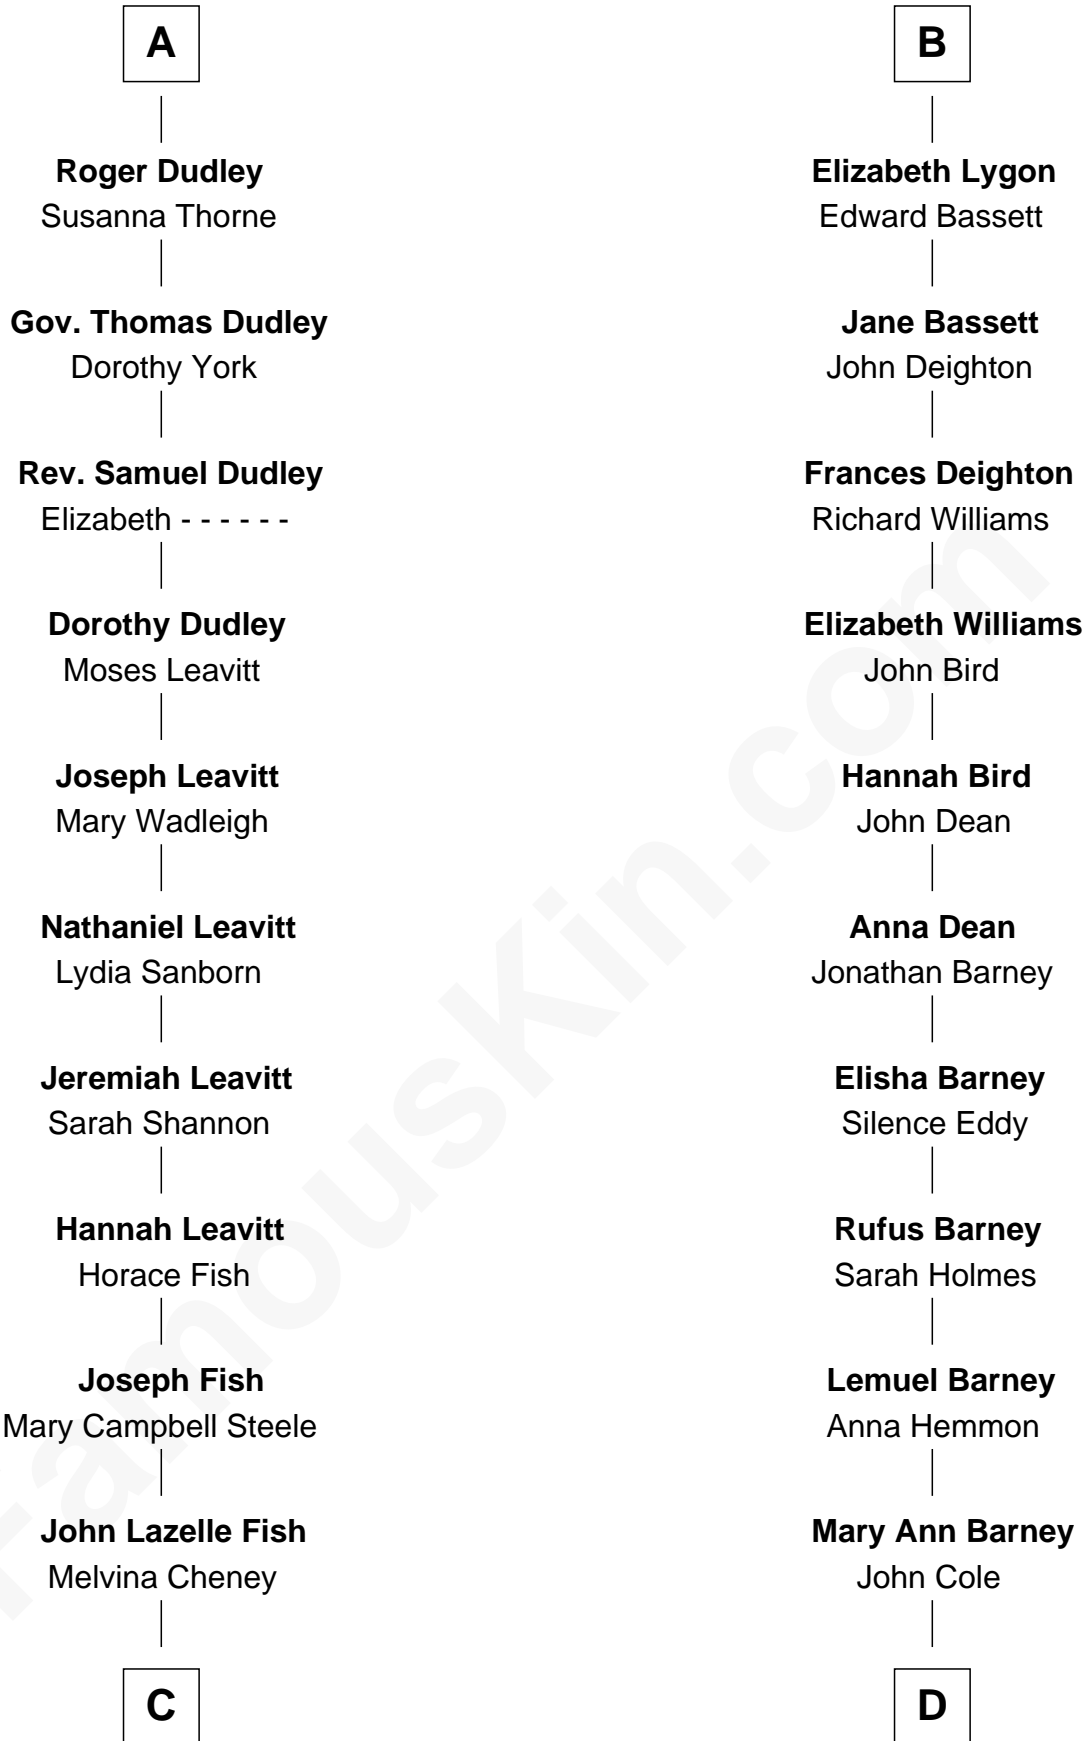 A
Roger Dudley
Susanna Thorne
Gov. Thomas Dudley
Dorothy York
Rev. Samuel Dudley
Elizabeth - - - - - -
Dorothy Dudley
Moses Leavitt
Joseph Leavitt
Mary Wadleigh
Nathaniel Leavitt
Lydia Sanborn
Jeremiah Leavitt
Sarah Shannon
Hannah Leavitt
Horace Fish
Joseph Fish
Mary Campbell Steele
John Lazelle Fish
Melvina Cheney
C
B
Elizabeth Lygon
Edward Bassett
Jane Bassett
John Deighton
Frances Deighton
Richard Williams
Elizabeth Williams
John Bird
Hannah Bird
John Dean
Anna Dean
Jonathan Barney
Elisha Barney
Silence Eddy
Rufus Barney
Sarah Holmes
Lemuel Barney
Anna Hemmon
Mary Ann Barney
John Cole
D
FamousKin.com